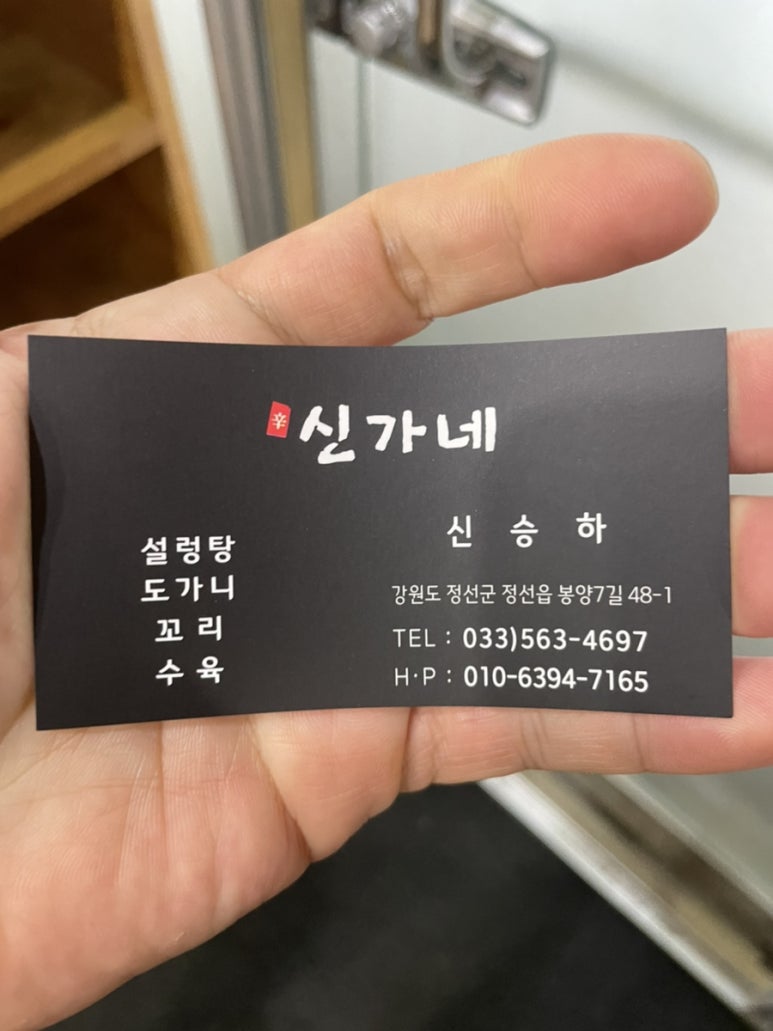 신가네
설렁탕
도가니
꼬리
수육
신 승 하
강원도 정선군 정선읍 봉양7길 48-1
TEL : 033)563-4697
H·P : 010-6394-7165